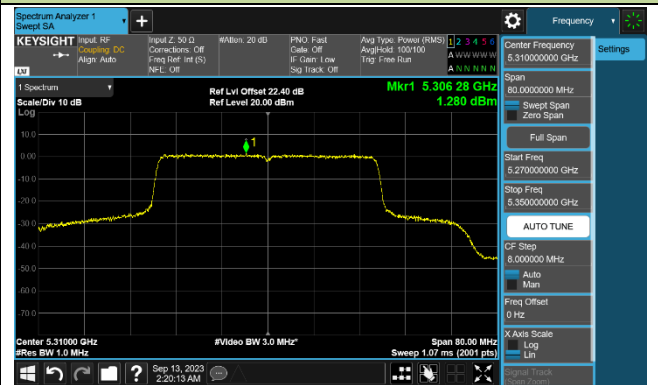 Spectrum Analyzer 1
Swept SA
Frequency
KEYSIGHT
Input: RF
Coupling: DC
Align: Auto
Input Z: 50 Ω
Corrections: Off
Freq Ref: Int (S)
NFE: Off
#Atten: 20 dB
PNO: Fast
Gate: Off
IF Gain: Low
Sig Track: Off
Avg Type: Power (RMS)
Avg|Hold: 100/100
Trig: Free Run
1 2 3 4 5 6
A W W W W W
A N N N N N
LXI
1 Spectrum
Scale/Div 10 dB
Log
Ref Lvl Offset 22.40 dB
Ref Level 20.00 dBm
Mkr1 5.306 28 GHz
1.280 dBm
1
10.0
0.00
-10.0
-20.0
-30.0
-40.0
-50.0
-60.0
-70.0
Center 5.31000 GHz
#Res BW 1.0 MHz
#Video BW 3.0 MHz*
Span 80.00 MHz
Sweep 1.07 ms (2001 pts)
Sep 13, 2023
2:20:13 AM
Center Frequency
5.310000000 GHz
Settings
Span
80.0000000 MHz
Swept Span
Zero Span
Full Span
Start Freq
5.270000000 GHz
Stop Freq
5.350000000 GHz
AUTO TUNE
CF Step
8.000000 MHz
Auto
Man
Freq Offset
0 Hz
X Axis Scale
Log
Lin
Signal Track
(Span Zoom)